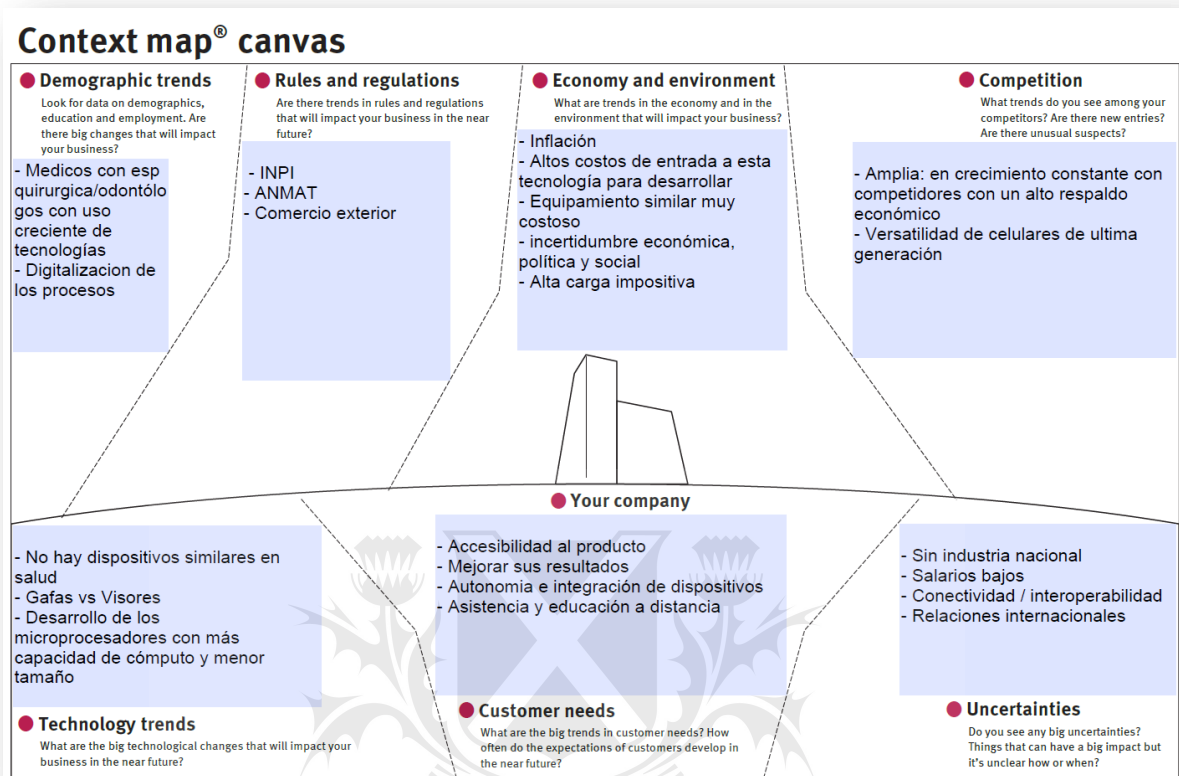 Context map® canvas
Demographic trends
Look for data on demographics,
education and employment. Are
there big changes that will impact
your business?
- Medicos con esp
quirurgica/odontólo
gos con uso
creciente de
tecnologías
- Digitalizacion de
los procesos
Rules and regulations
Are there trends in rules and regulations
that will impact your business in the near
future?
- INPI
- ANMAT
- Comercio exterior
Economy and environment
What are trends in the economy and in the
environment that will impact your business?
- Inflación
- Altos costos de entrada a esta
tecnología para desarrollar
- Equipamiento similar muy
costoso
- incertidumbre económica,
política y social
- Alta carga impositiva
Competition
What trends do you see among your
competitors? Are there new entries?
Are there unusual suspects?
- Amplia: en crecimiento constante con
competidores con un alto respaldo
económico
- Versatilidad de celulares de ultima
generación
Your company
- No hay dispositivos similares en
salud
- Gafas vs Visores
- Desarrollo de los
microprocesadores con más
capacidad de cómputo y menor
tamaño
Technology trends
What are the big technological changes that will impact your
business in the near future?
- Accesibilidad al producto
- Mejorar sus resultados
- Autonomia e integración de dispositivos
- Asistencia y educación a distancia
Customer needs
What are the big trends in customer needs? How
often do the expectations of customers develop in
the near future?
- Sin industria nacional
- Salarios bajos
- Conectividad / interoperabilidad
- Relaciones internacionales
Uncertainties
Do you see any big uncertainties?
Things that can have a big impact but
it's unclear how or when?